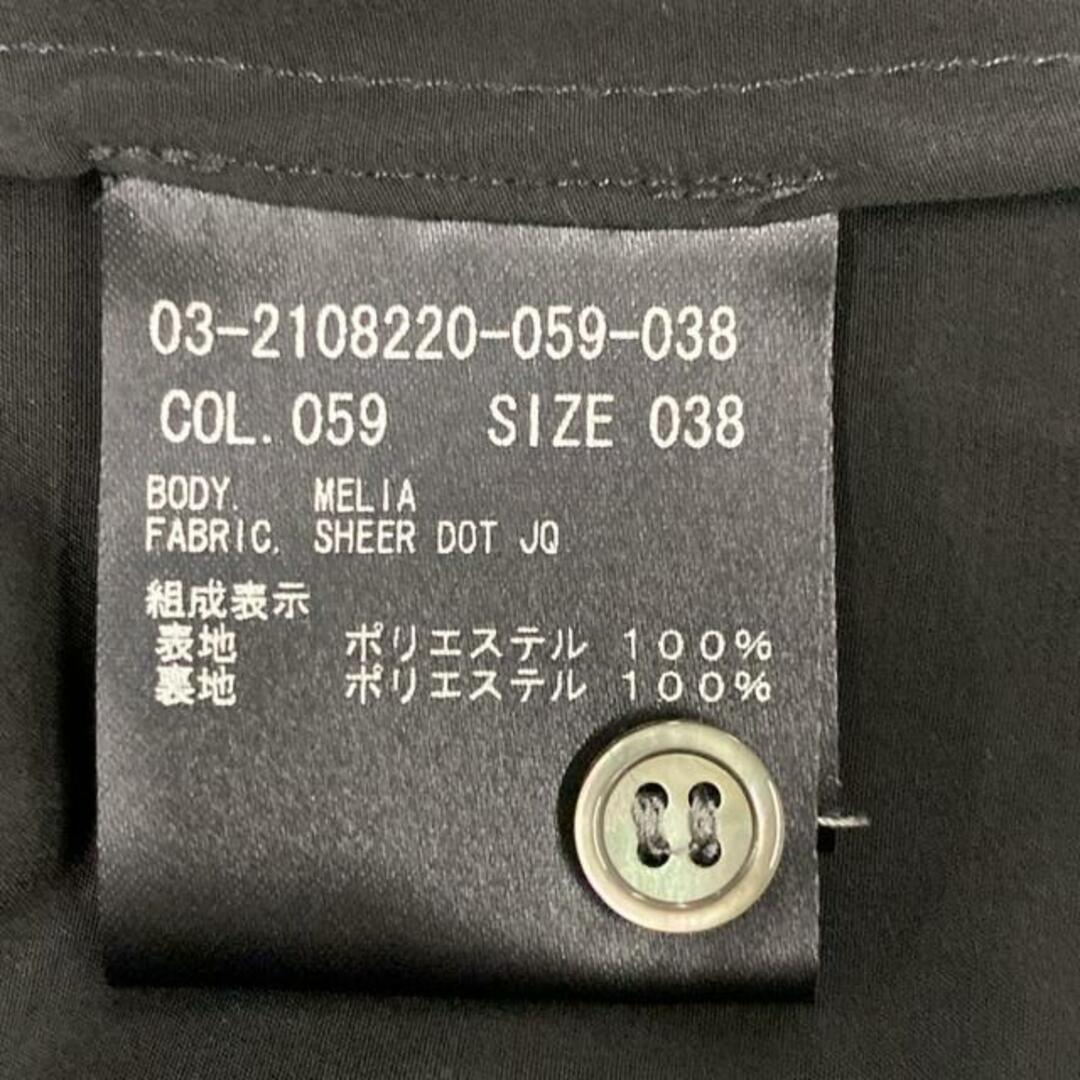 03-2108220-059-038
COL. 059 SIZE 038
BODY. MELIA
FABRIC. SHEER DOT JQ
組成表示
表地 ポリエステル １００％
裏地 ポリエステル １００％